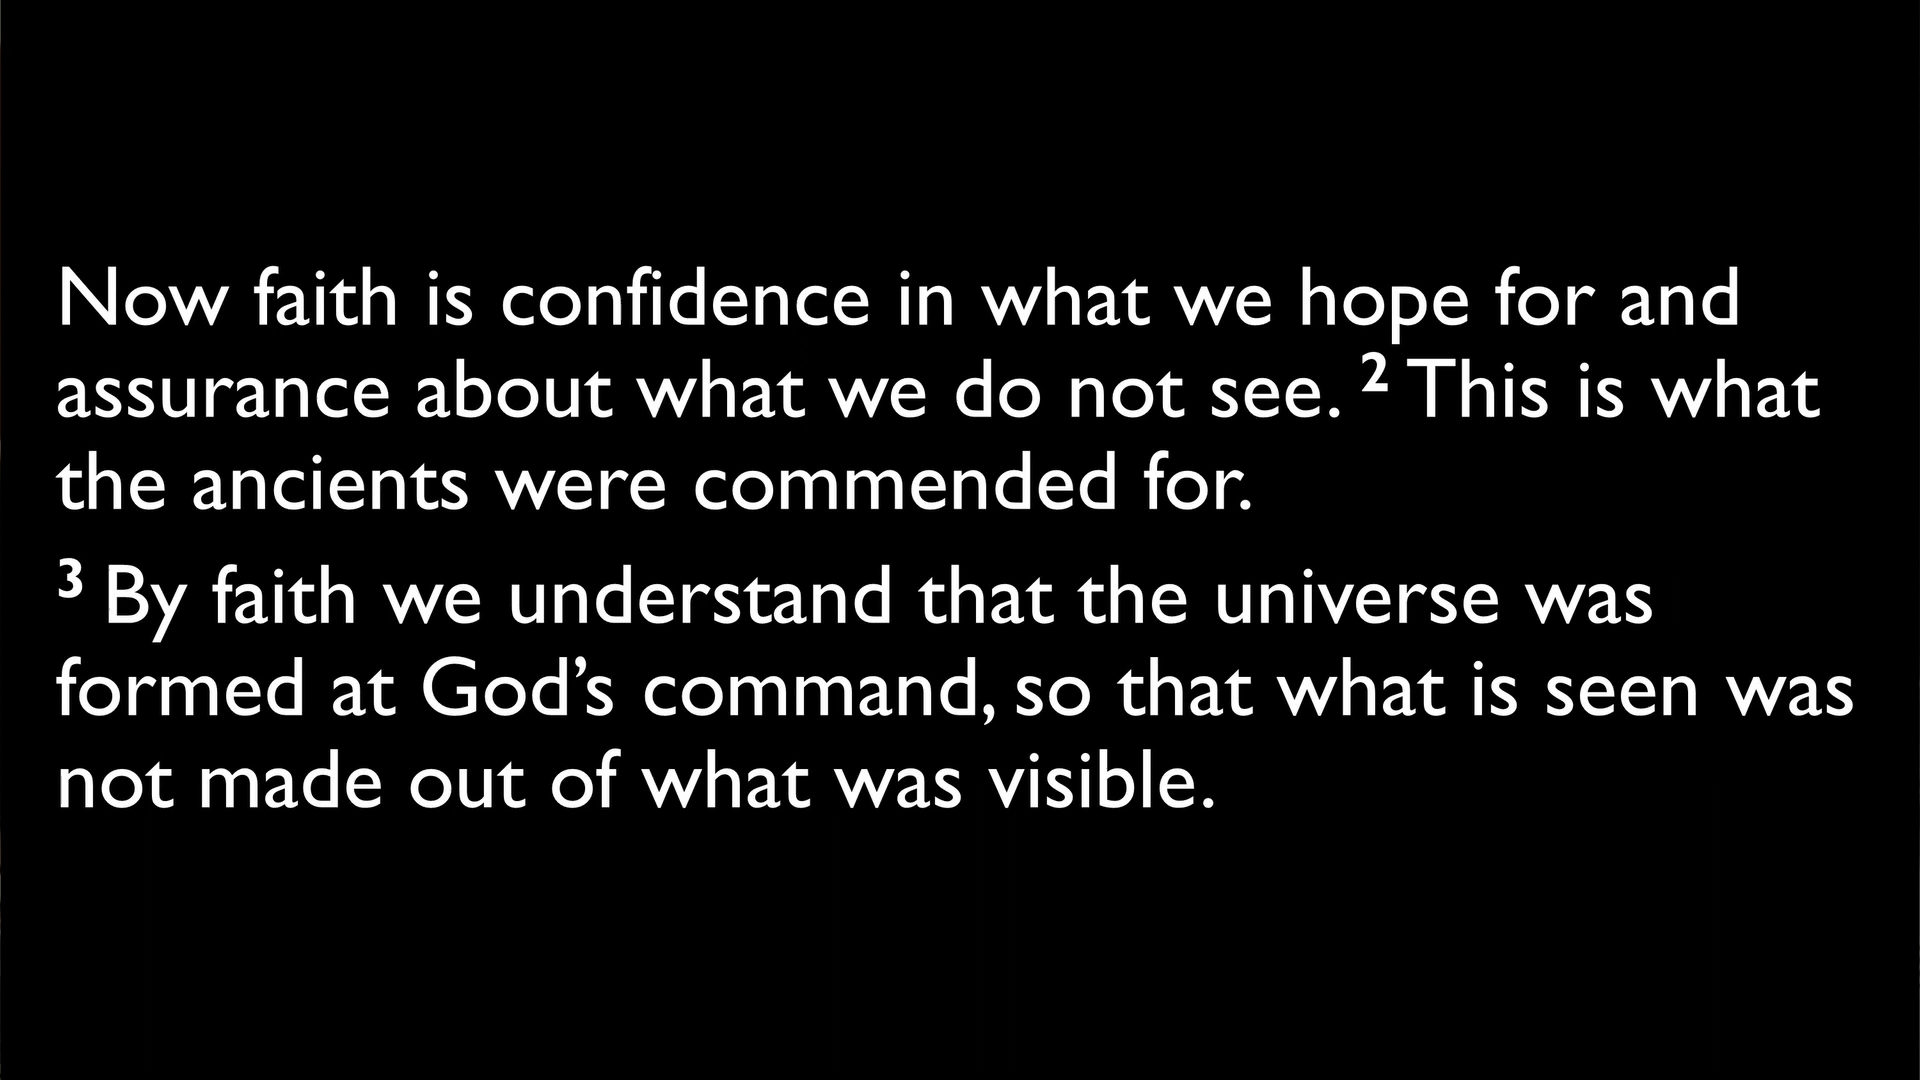 Now faith is confidence in what we hope for and
assurance about what we do not see. ² This is what
the ancients were commended for.
³ By faith we understand that the universe was
formed at God’s command, so that what is seen was
not made out of what was visible.